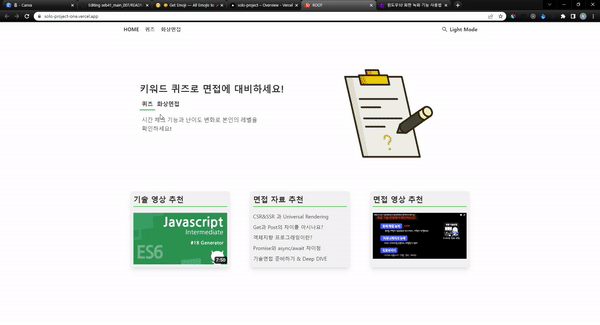 홈 - Canva
Editing seb41_main_001/READ
Get Emoji — All Emojis to
solo-project – Overview – Vercel
ROOT
윈도우10 화면 녹화 기능 사용법
solo-project-one.vercel.app
HOME 퀴즈 화상면접
Light Mode
키워드 퀴즈로 면접에 대비하세요!
퀴즈 화상면접
시간 체크 기능과 난이도 변화로 본인의 레벨을
확인하세요!
기술 영상 추천
Javascript
Intermediate
#18 Generator
ES6
7:50
면접 자료 추천
CSR&SSR 과 Universal Rendering
Get과 Post의 차이를 아시나요?
객체지향 프로그래밍이란?
Promise와 async/await 차이점
기술면접 준비하기 & Deep DIVE
면접 영상 추천